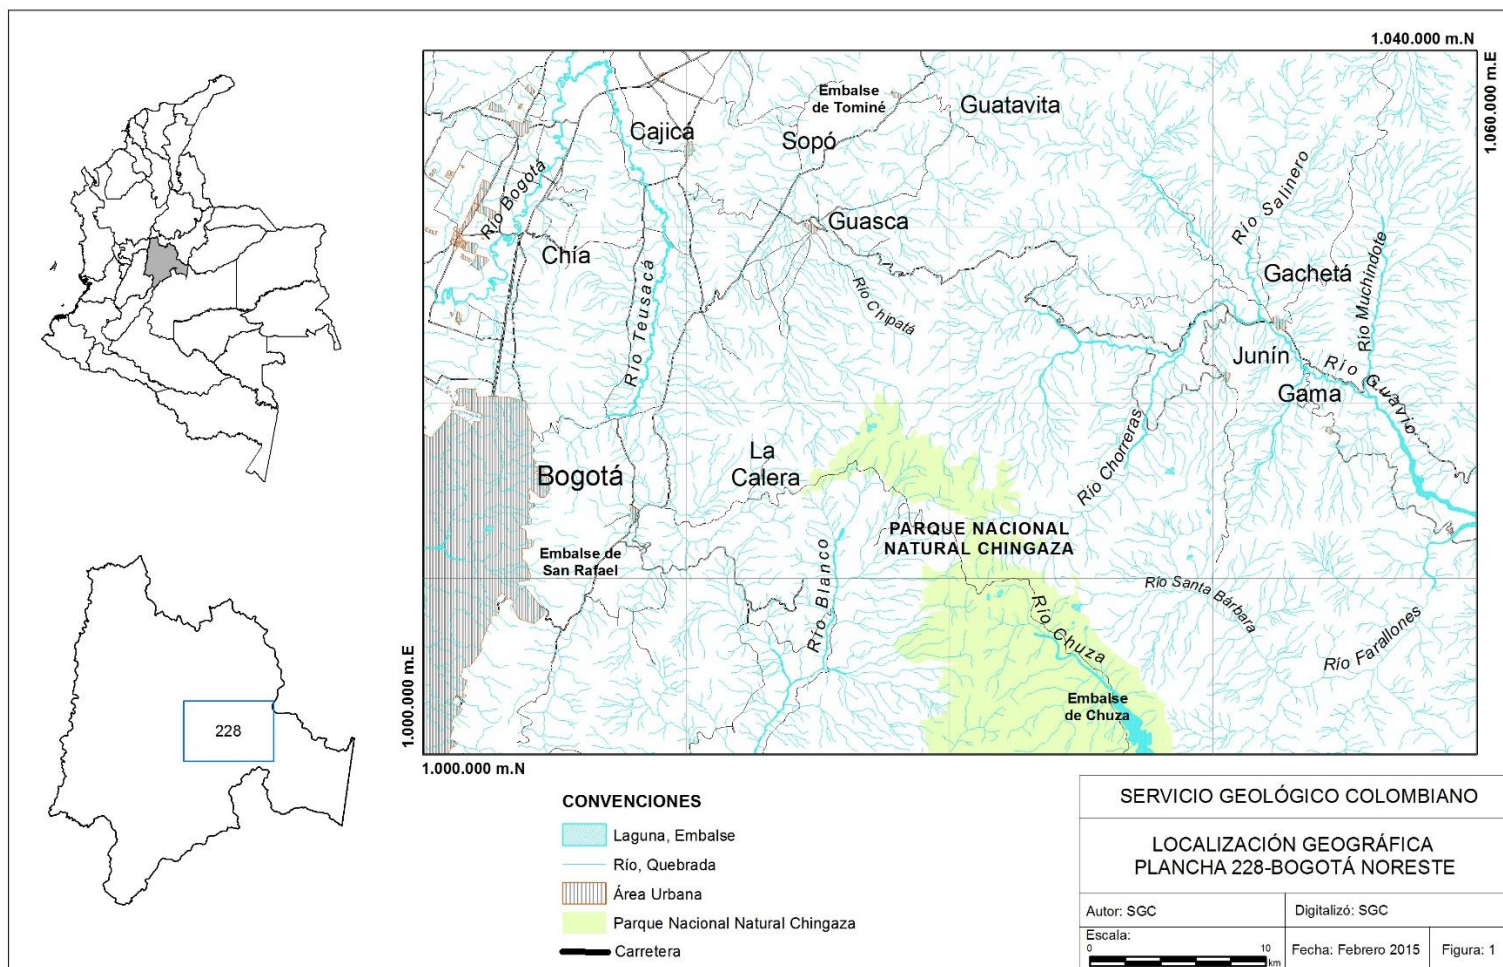 1.040.000 m.N
1.060.000 m.E
Embalse
de Tominé
Guatavita
Cajicá
Sopó
Río Bogotá
Río Salinero
Guasca
Chía
Río Teusacá
Río Chipatá
Gachetá
Río Muchindote
Junín
Río Guavio
Gama
Río Chorreras
La
Calera
Bogotá
PARQUE NACIONAL
NATURAL CHINGAZA
Embalse de
San Rafael
Río Blanco
Río Santa Bárbara
Río Chuza
Río Farallones
Embalse
de Chuza
1.000.000 m.E
1.000.000 m.N
228
CONVENCIONES
Laguna, Embalse
Río, Quebrada
Área Urbana
Parque Nacional Natural Chingaza
Carretera
SERVICIO GEOLÓGICO COLOMBIANO
LOCALIZACIÓN GEOGRÁFICA
PLANCHA 228-BOGOTÁ NORESTE
Autor: SGC
Digitalizó: SGC
Escala:
0 10
km
Fecha: Febrero 2015
Figura: 1